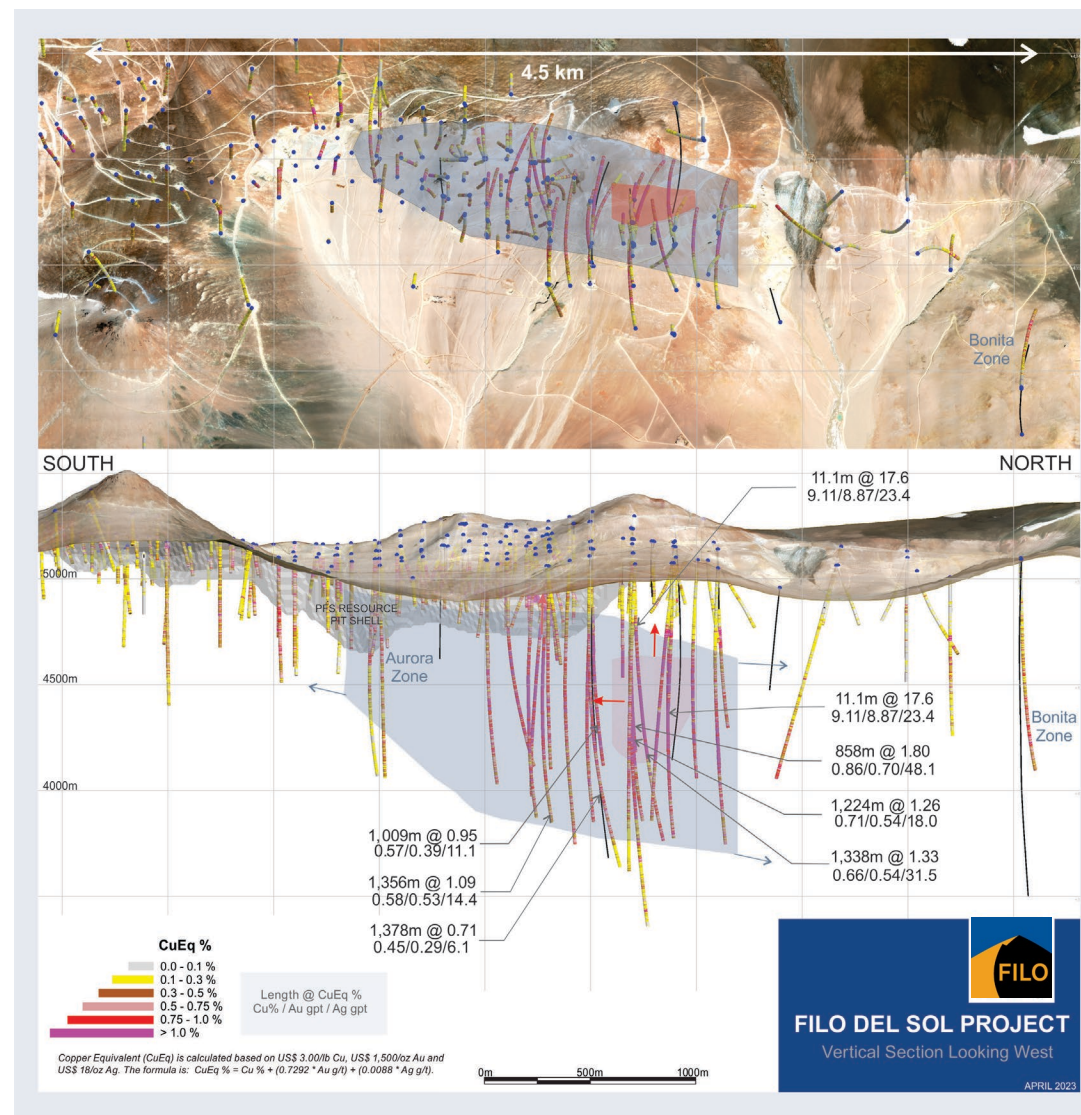 4.5 km
Bonita
Zone
SOUTH
NORTH
11.1m @ 17.6
9.11/8.87/23.4
5000m
PFS RESOURCE
PIT SHELL
Aurora
Zone
4500m
11.1m @ 17.6
9.11/8.87/23.4
Bonita
Zone
858m @ 1.80
0.86/0.70/48.1
4000m
1,224m @ 1.26
0.71/0.54/18.0
1,009m @ 0.95
0.57/0.39/11.1
1,338m @ 1.33
0.66/0.54/31.5
1,356m @ 1.09
0.58/0.53/14.4
1,378m @ 0.71
0.45/0.29/6.1
CuEq %
0.0 - 0.1 %
0.1 - 0.3 %
0.3 - 0.5 %
0.5 - 0.75 %
0.75 - 1.0 %
> 1.0 %
Length @ CuEq %
Cu% / Au gpt / Ag gpt
Copper Equivalent (CuEq) is calculated based on US$ 3.00/lb Cu, US$ 1,500/oz Au and
US$ 18/oz Ag. The formula is: CuEq % = Cu % + (0.7292 * Au g/t) + (0.0088 * Ag g/t).
0m 500m 1000m
FILO
FILO DEL SOL PROJECT
Vertical Section Looking West
APRIL 2023